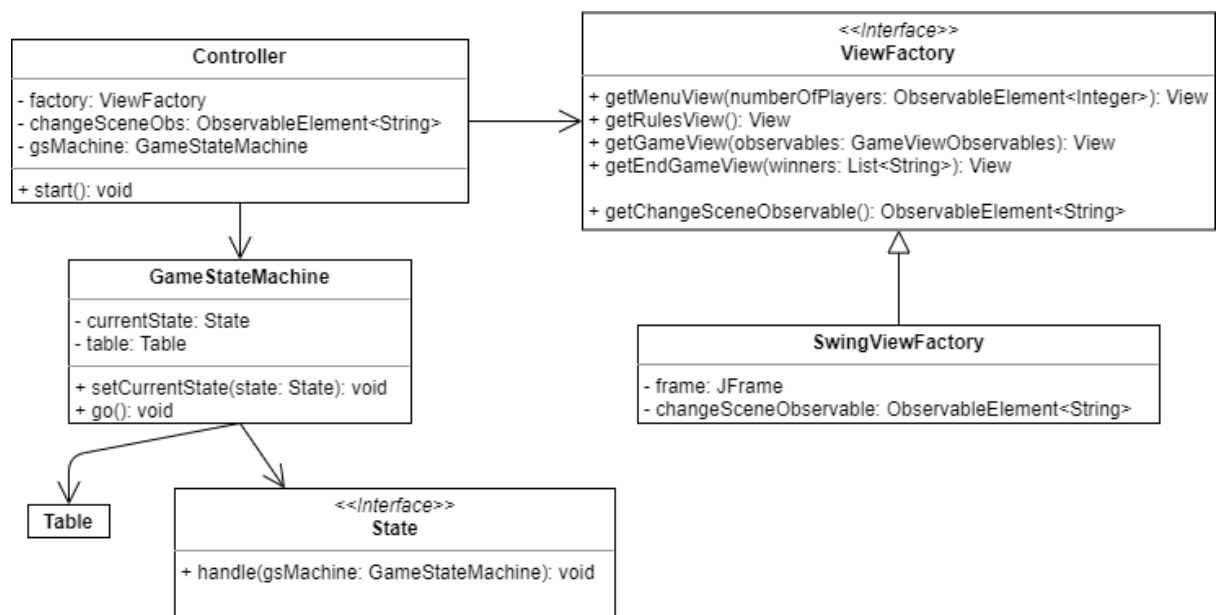 Controller
- factory: ViewFactory
- changeSceneObs: ObservableElement<String>
- gsMachine: GameStateMachine
+ start(): void
<<Interface>>
ViewFactory
+ getMenuView(numberOfPlayers: ObservableElement<Integer>): View
+ getRulesView(): View
+ getGameView(observables: GameViewObservables): View
+ getEndGameView(winners: List<String>): View
+ getChangeSceneObservable(): ObservableElement<String>
GameStateMachine
- currentState: State
- table: Table
+ setCurrentState(state: State): void
+ go(): void
SwingViewFactory
- frame: JFrame
- changeSceneObservable: ObservableElement<String>
Table
<<Interface>>
State
+ handle(gsMachine: GameStateMachine): void